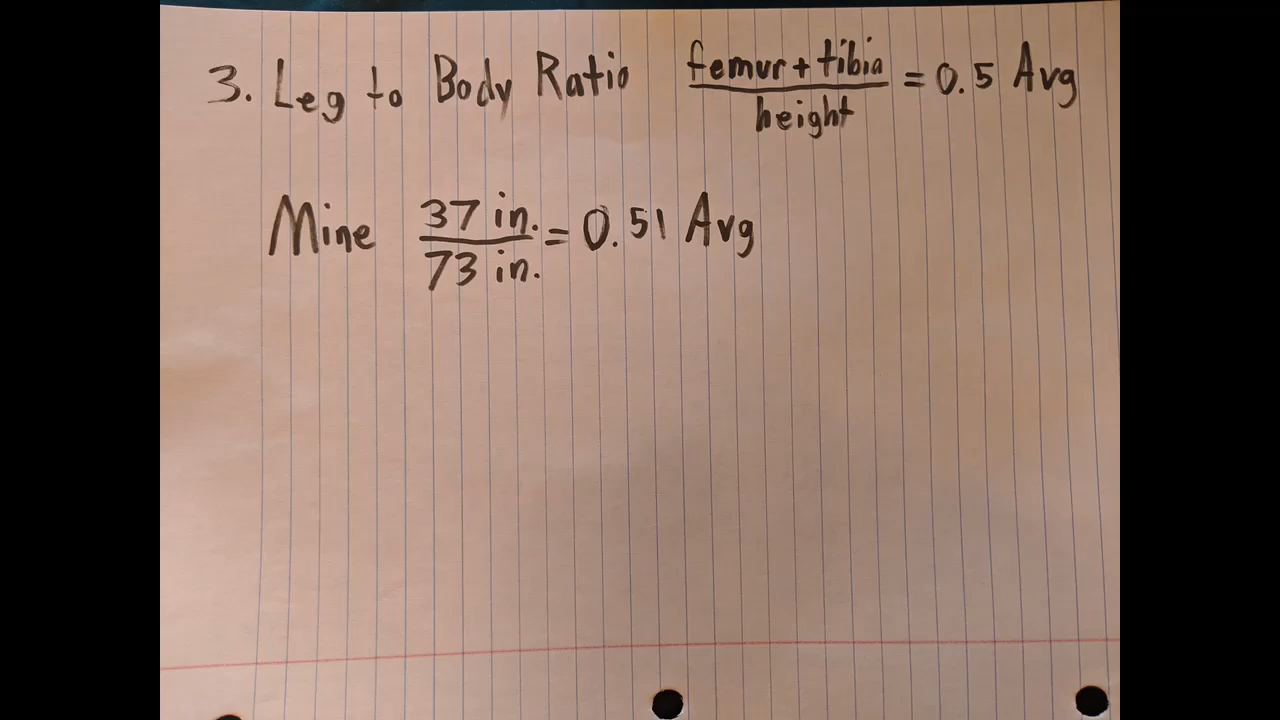 3. Leg to Body Ratio femur + tibia / height = 0.5 Avg
Mine 37 in. / 73 in. = 0.51 Avg